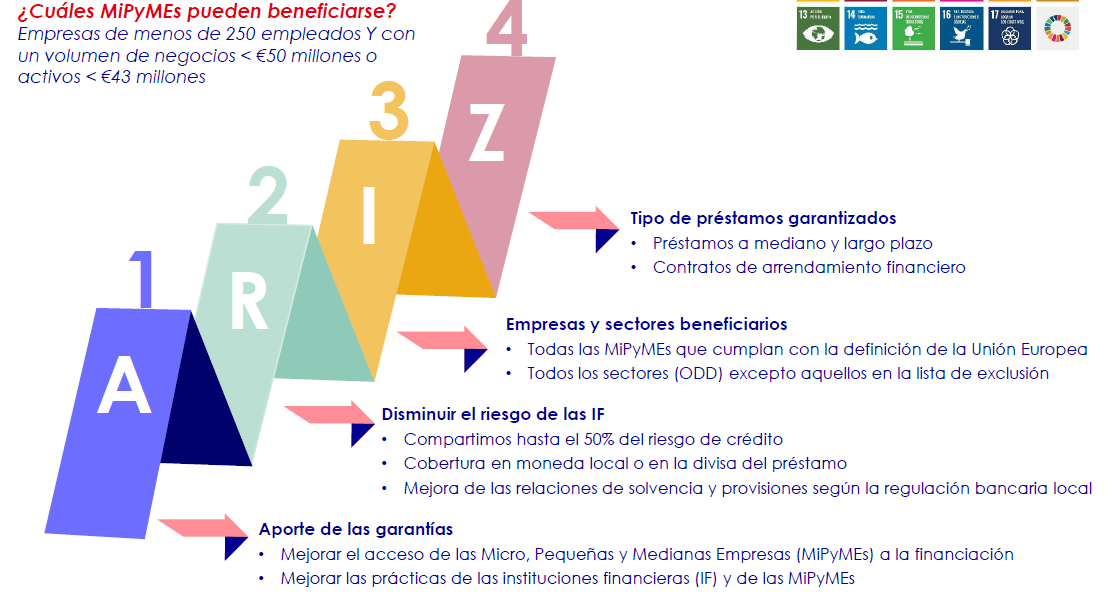 ¿Cuáles MiPyMEs pueden beneficiarse?
Empresas de menos de 250 empleados Y con
un volumen de negocios < €50 millones o
activos < €43 millones
13
14
15
16
17
4
Z
3
I
2
R
1
A
Tipo de préstamos garantizados
• Préstamos a mediano y largo plazo
• Contratos de arrendamiento financiero
Empresas y sectores beneficiarios
• Todas las MiPyMEs que cumplan con la definición de la Unión Europea
• Todos los sectores (ODD) excepto aquellos en la lista de exclusión
Disminuir el riesgo de las IF
• Compartimos hasta el 50% del riesgo de crédito
• Cobertura en moneda local o en la divisa del préstamo
• Mejora de las relaciones de solvencia y provisiones según la regulación bancaria local
Aporte de las garantías
• Mejorar el acceso de las Micro, Pequeñas y Medianas Empresas (MiPyMEs) a la financiación
• Mejorar las prácticas de las instituciones financieras (IF) y de las MiPyMEs